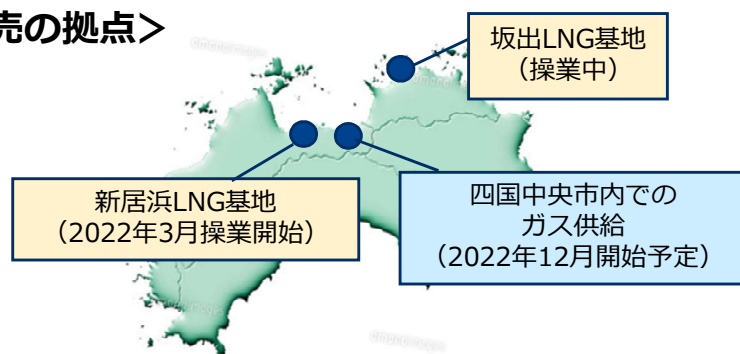 売の拠点＞
坂出LNG基地
（操業中）
新居浜LNG基地
（2022年3月操業開始）
四国中央市内での
ガス供給
（2022年12月開始予定）